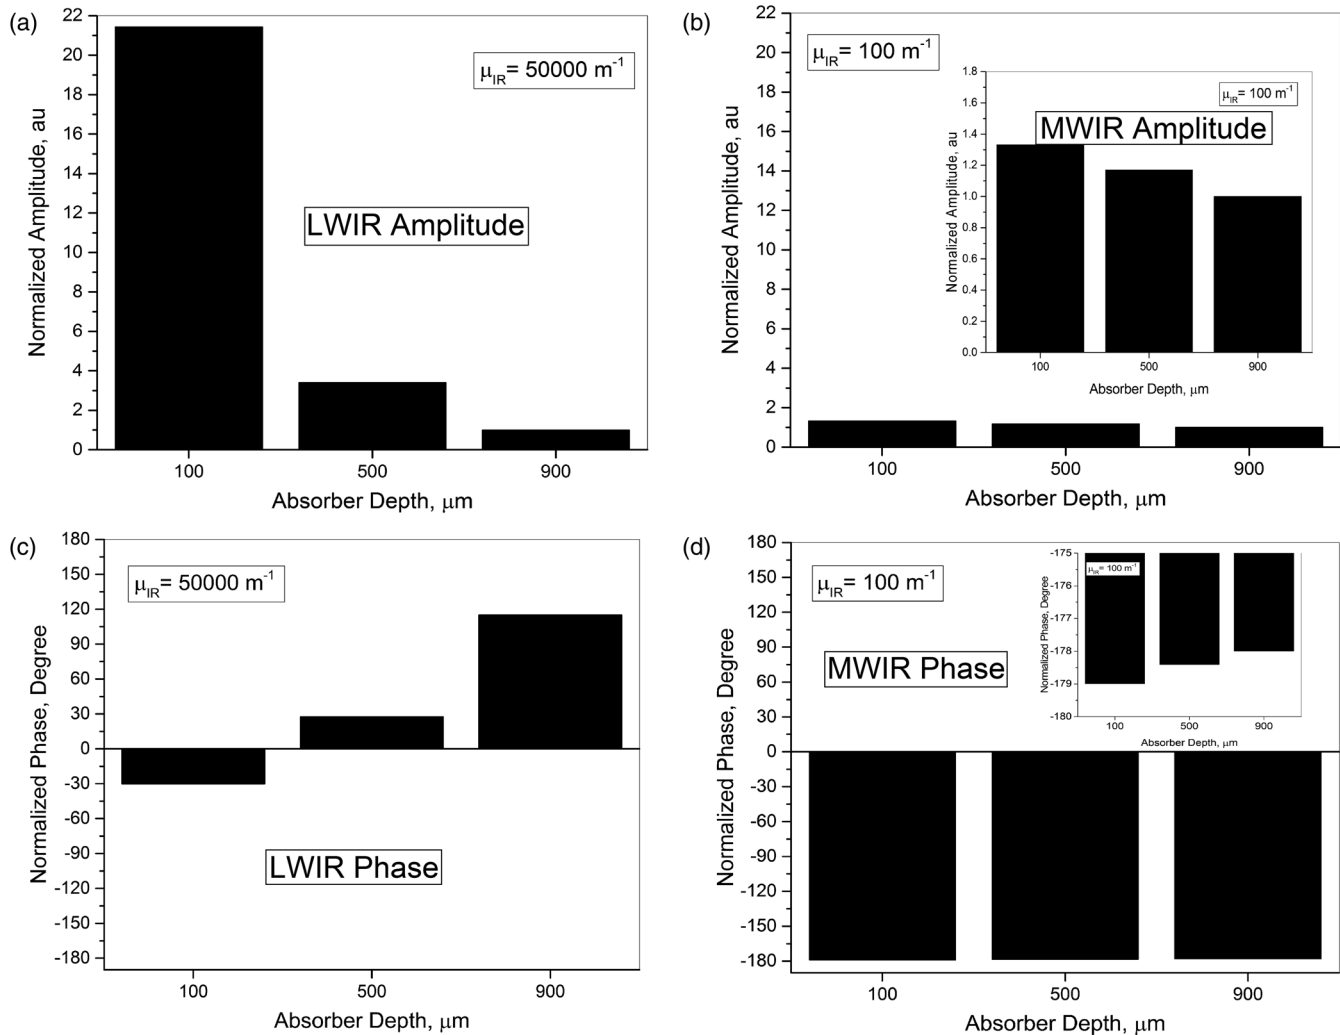 (a)
22
20
18
16
14
12
10
8
6
4
2
0
Normalized Amplitude, au
μIR= 50000 m-1
LWIR Amplitude
100 500 900
Absorber Depth, μm
(b)
22
20
18
16
14
12
10
8
6
4
2
0
Normalized Amplitude, au
μIR= 100 m-1
1.8
1.6
1.4
1.2
1.0
0.8
0.6
0.4
0.2
0.0
Normalized Amplitude, au
μIR= 100 m-1
MWIR Amplitude
100 500 900
Absorber Depth, μm
100 500 900
Absorber Depth, μm
(c)
180
150
120
90
60
30
0
-30
-60
-90
-120
-150
-180
Normalized Phase, Degree
μIR= 50000 m-1
LWIR Phase
100 500 900
Absorber Depth, μm
(d)
180
150
120
90
60
30
0
-30
-60
-90
-120
-150
-180
Normalized Phase, Degree
μIR= 100 m-1
MWIR Phase
-175
-176
-177
-178
-179
-180
Normalized Phase, Degree
μIR= 100 m-1
100 500 900
Absorber Depth, μm
100 500 900
Absorber Depth, μm